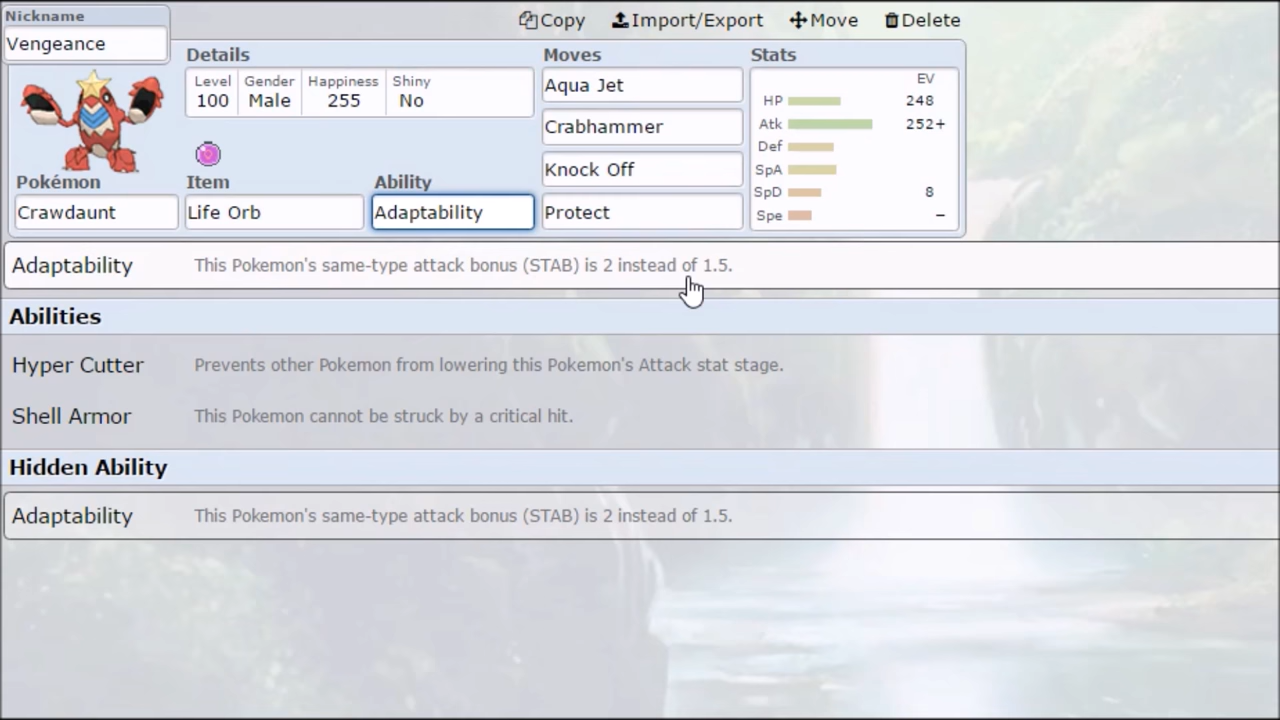 Nickname
Vengeance
Copy Import/Export Move Delete
Details
Level Gender Happiness Shiny
100 Male 255 No
Pokémon
Crawdaunt
Item
Life Orb
Ability
Adaptability
Moves
Aqua Jet
Crabhammer
Knock Off
Protect
Stats
EV
HP 248
Atk 252+
Def
SpA
SpD 8
Spe –
Adaptability This Pokemon's same-type attack bonus (STAB) is 2 instead of 1.5.
Abilities
Hyper Cutter Prevents other Pokemon from lowering this Pokemon's Attack stat stage.
Shell Armor This Pokemon cannot be struck by a critical hit.
Hidden Ability
Adaptability This Pokemon's same-type attack bonus (STAB) is 2 instead of 1.5.